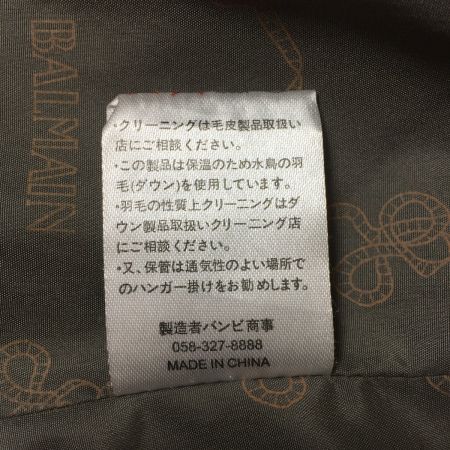 BALMAIN
・クリーニングは毛皮製品取扱い
店にご相談ください。
・この製品は保温のため水鳥の羽
毛(ダウン)を使用しています。
・羽毛の性質上クリーニングはダ
ウン製品取扱いクリーニング店
にご相談ください。
・又、保管は通気性のよい場所で
のハンガー掛けをお勧めします。
製造者バンビ商事
058-327-8888
MADE IN CHINA